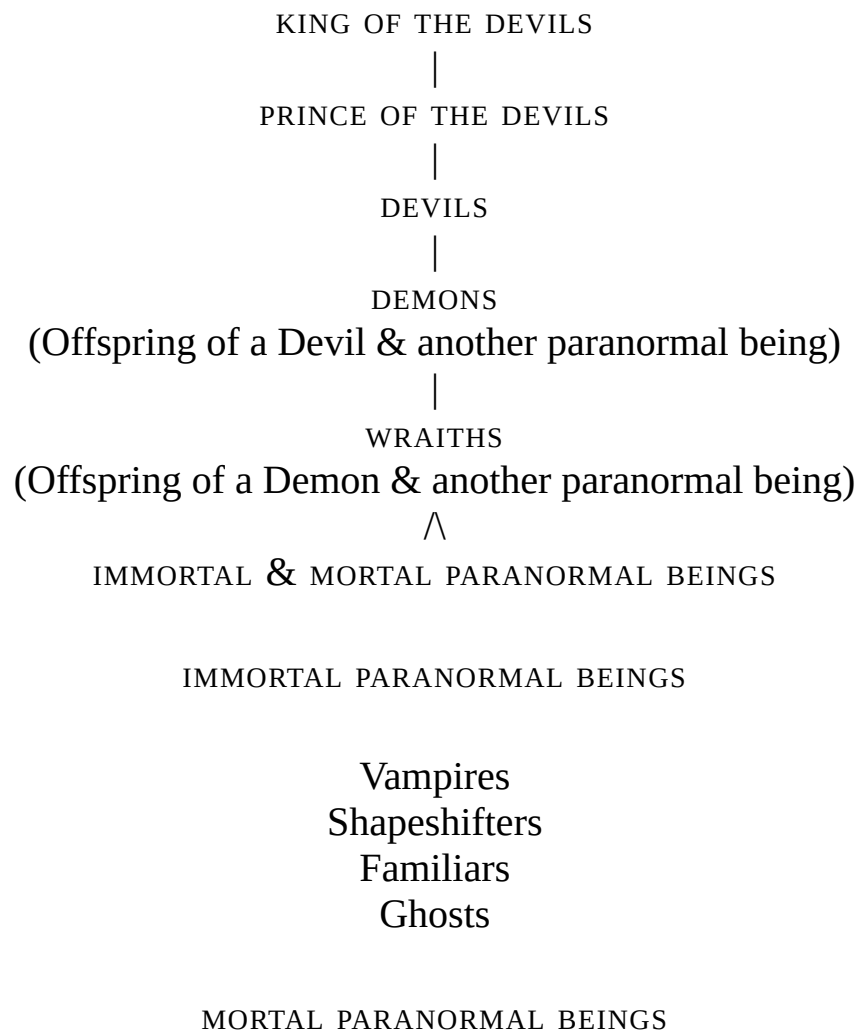 KING OF THE DEVILS
|
PRINCE OF THE DEVILS
|
DEVILS
|
DEMONS
(Offspring of a Devil & another paranormal being)
|
WRAITHS
(Offspring of a Demon & another paranormal being)
/\
IMMORTAL & MORTAL PARANORMAL BEINGS
IMMORTAL PARANORMAL BEINGS
Vampires
Shapeshifters
Familiars
Ghosts
MORTAL PARANORMAL BEINGS